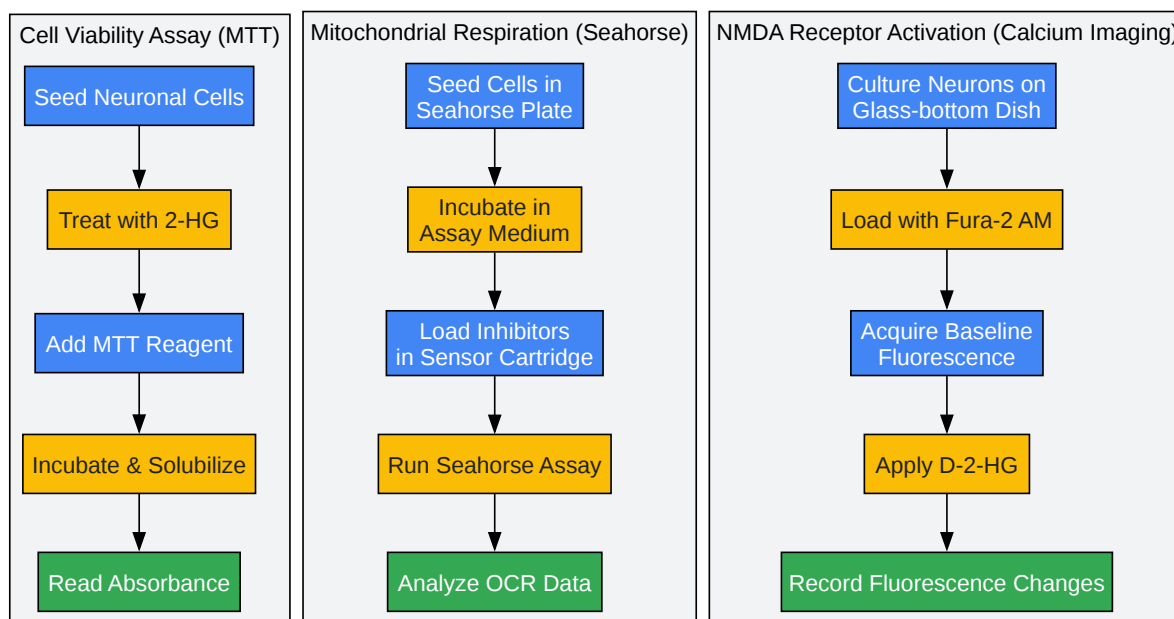 Cell Viability Assay (MTT)
Seed Neuronal Cells
Treat with 2-HG
Add MTT Reagent
Incubate & Solubilize
Read Absorbance
Mitochondrial Respiration (Seahorse)
Seed Cells in
Seahorse Plate
Incubate in
Assay Medium
Load Inhibitors
in Sensor Cartridge
Run Seahorse Assay
Analyze OCR Data
NMDA Receptor Activation (Calcium Imaging)
Culture Neurons on
Glass-bottom Dish
Load with Fura-2 AM
Acquire Baseline
Fluorescence
Apply D-2-HG
Record Fluorescence Changes